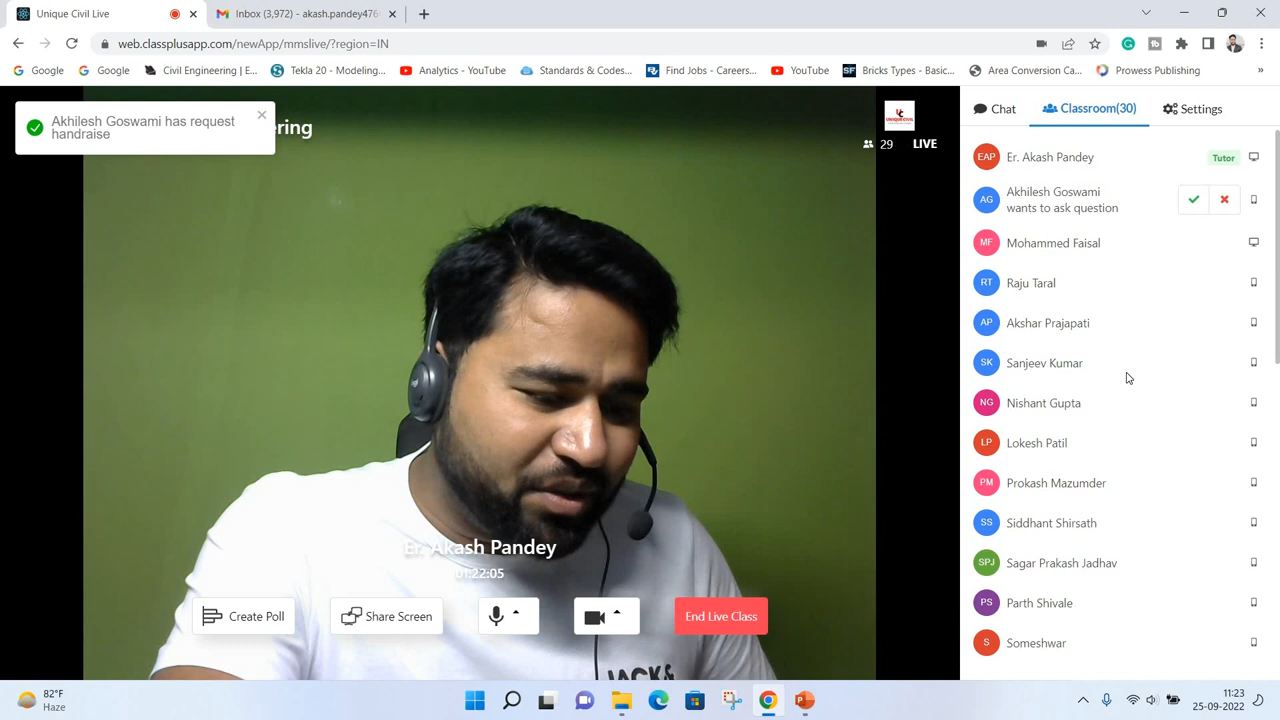 Unique Civil Live
Inbox (3,972) - akash.pandey476
web.classplusapp.com/newApp/mmslive/?region=IN
Google
Google
Civil Engineering | E...
Tekla 20 - Modeling...
Analytics - YouTube
Standards & Codes...
Find Jobs - Careers...
YouTube
Bricks Types - Basic...
Area Conversion Ca...
Prowess Publishing
»
Akhilesh Goswami has request
handraise
ering
UNIQUE CIVIL
29
LIVE
Er. Akash Pandey
01:22:05
Create Poll
Share Screen
End Live Class
JACK &
Chat
Classroom(30)
Settings
EAP Er. Akash Pandey Tutor
AG Akhilesh Goswami
wants to ask question
MF Mohammed Faisal
RT Raju Taral
AP Akshar Prajapati
SK Sanjeev Kumar
NG Nishant Gupta
LP Lokesh Patil
PM Prokash Mazumder
SS Siddhant Shirsath
SPJ Sagar Prakash Jadhav
PS Parth Shivale
S Someshwar
82°F
Haze
11:23
25-09-2022